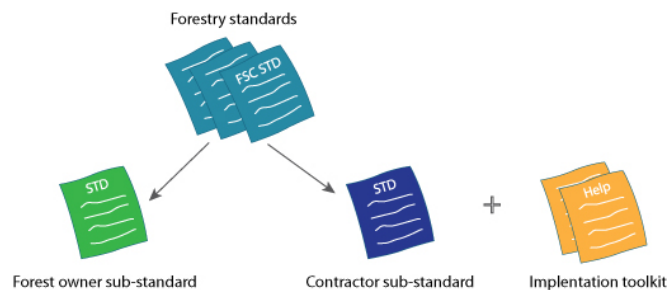 Forestry standards
FSC STD
STD
STD
Help
Forest owner sub-standard
Contractor sub-standard
+
Implentation toolkit